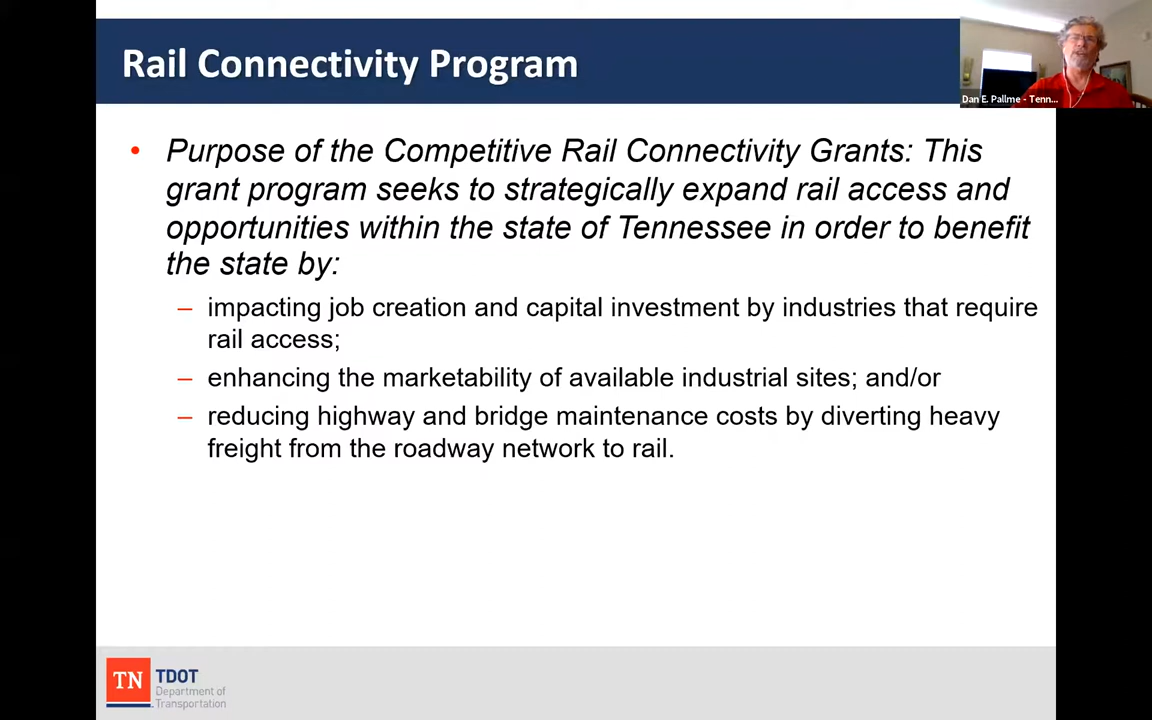 Rail Connectivity Program
Dan E. Pallme - Tenn...
• Purpose of the Competitive Rail Connectivity Grants: This
grant program seeks to strategically expand rail access and
opportunities within the state of Tennessee in order to benefit
the state by:
– impacting job creation and capital investment by industries that require
rail access;
– enhancing the marketability of available industrial sites; and/or
– reducing highway and bridge maintenance costs by diverting heavy
freight from the roadway network to rail.
TN
TDOT
Department of
Transportation